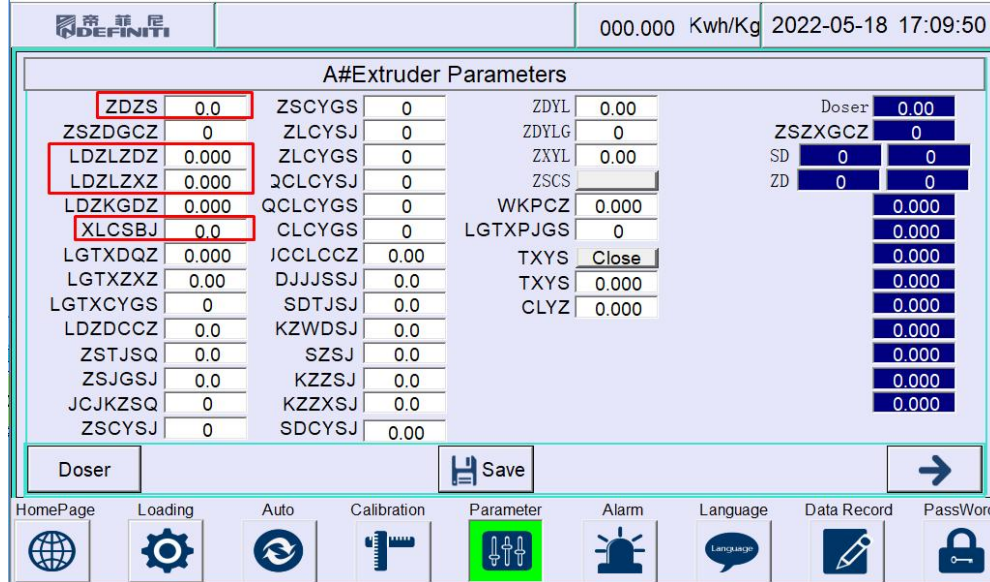 帝菲尼
INDEFINITI
000.000 Kwh/Kg 2022-05-18 17:09:50
A#Extruder Parameters
ZDZS 0.0 ZSCYGS 0 ZDYL 0.00 Doser 0.00
ZSZDGCZ 0 ZLCYSJ 0 ZDYLG 0 ZSZXGCZ 0
LDZLZDZ 0.000 ZLCYGS 0 ZXYL 0.00 SD 0 0
LDZLZXZ 0.000 QCLCYSJ 0 ZSCS ZD 0 0
LDZKGDZ 0.000 QCLCYGS 0 WKPCZ 0.000 0.000
XLCSBJ 0.0 CLCYGS 0 LGTXPJGS 0 0.000
LGTXDQZ 0.000 JCCLCCZ 0.00 TXYS Close 0.000
LGTXZXZ 0.00 DJJJSSJ 0.0 TXYS 0.000 0.000
LGTXCYGS 0 SDTJSJ 0.0 CLYZ 0.000 0.000
LDZDCCZ 0.0 KZWDSJ 0.0 0.000
ZSTJSQ 0.0 SZSJ 0.0 0.000
ZSJGSJ 0.0 KZZSJ 0.0 0.000
JCJKZSQ 0 KZZXSJ 0.0 0.000
ZSCYSJ 0 SDCYSJ 0.00
Doser Save
HomePage Loading Auto Calibration Parameter Alarm Language Data Record PassWord
Language